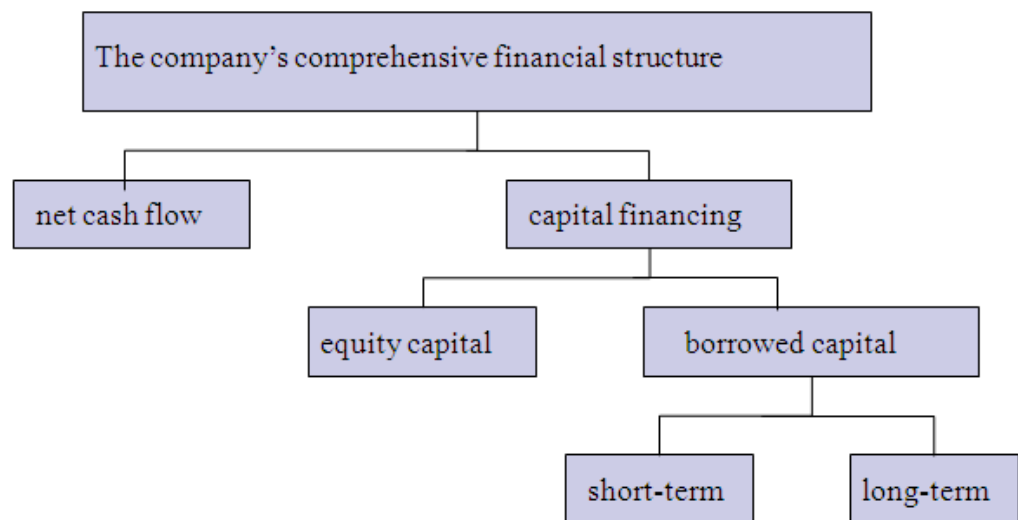 The company’s comprehensive financial structure
net cash flow
capital financing
equity capital
borrowed capital
short-term
long-term